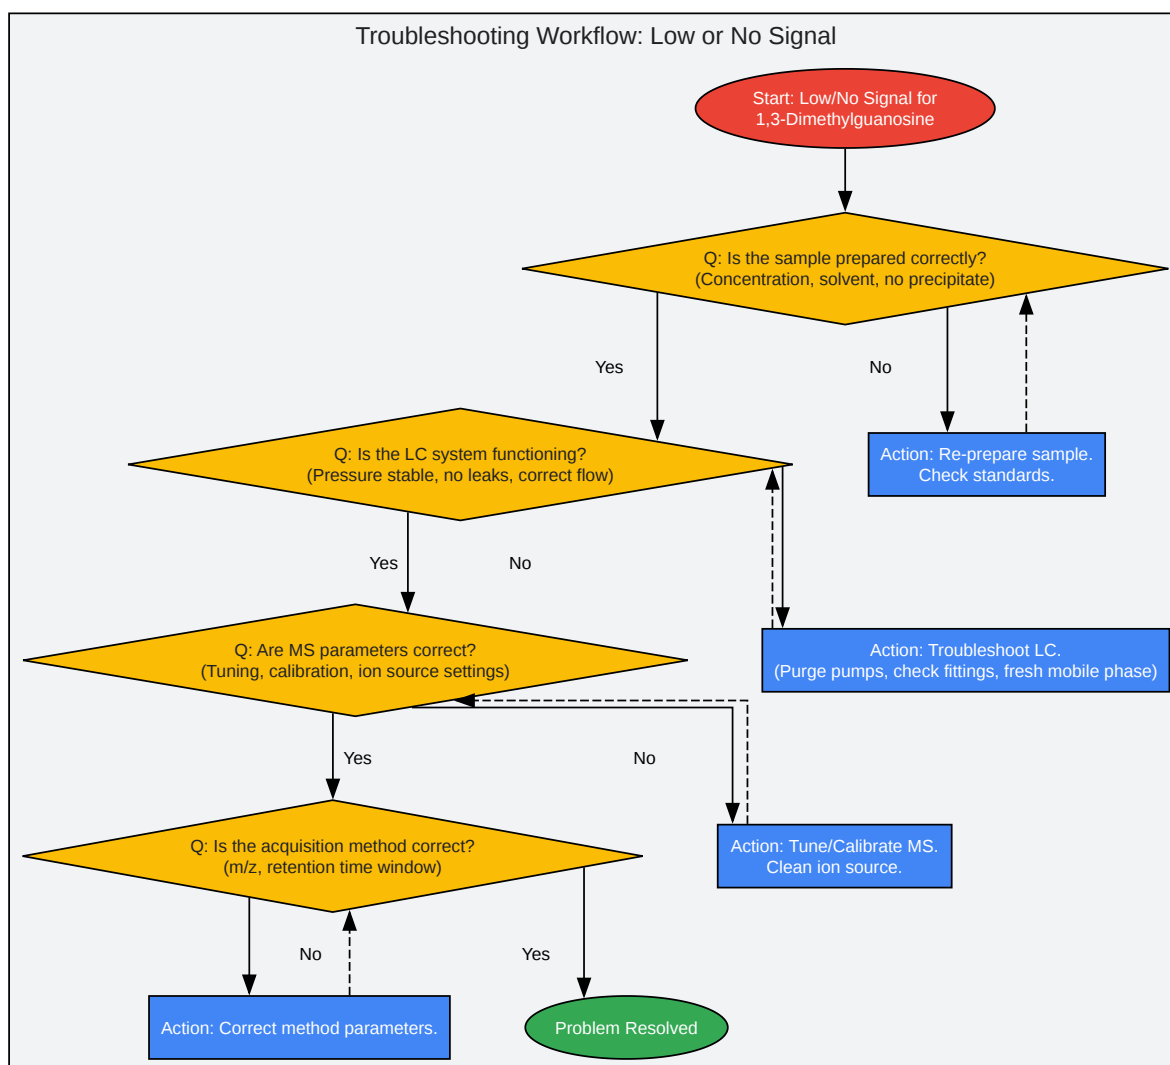 Troubleshooting Workflow: Low or No Signal
Start: Low/No Signal for
1,3-Dimethylguanosine
Q: Is the sample prepared correctly?
(Concentration, solvent, no precipitate)
Yes
No
Action: Re-prepare sample.
Check standards.
Q: Is the LC system functioning?
(Pressure stable, no leaks, correct flow)
Yes
No
Action: Troubleshoot LC.
(Purge pumps, check fittings, fresh mobile phase)
Q: Are MS parameters correct?
(Tuning, calibration, ion source settings)
Yes
No
Action: Tune/Calibrate MS.
Clean ion source.
Q: Is the acquisition method correct?
(m/z, retention time window)
No
Yes
Action: Correct method parameters.
Problem Resolved